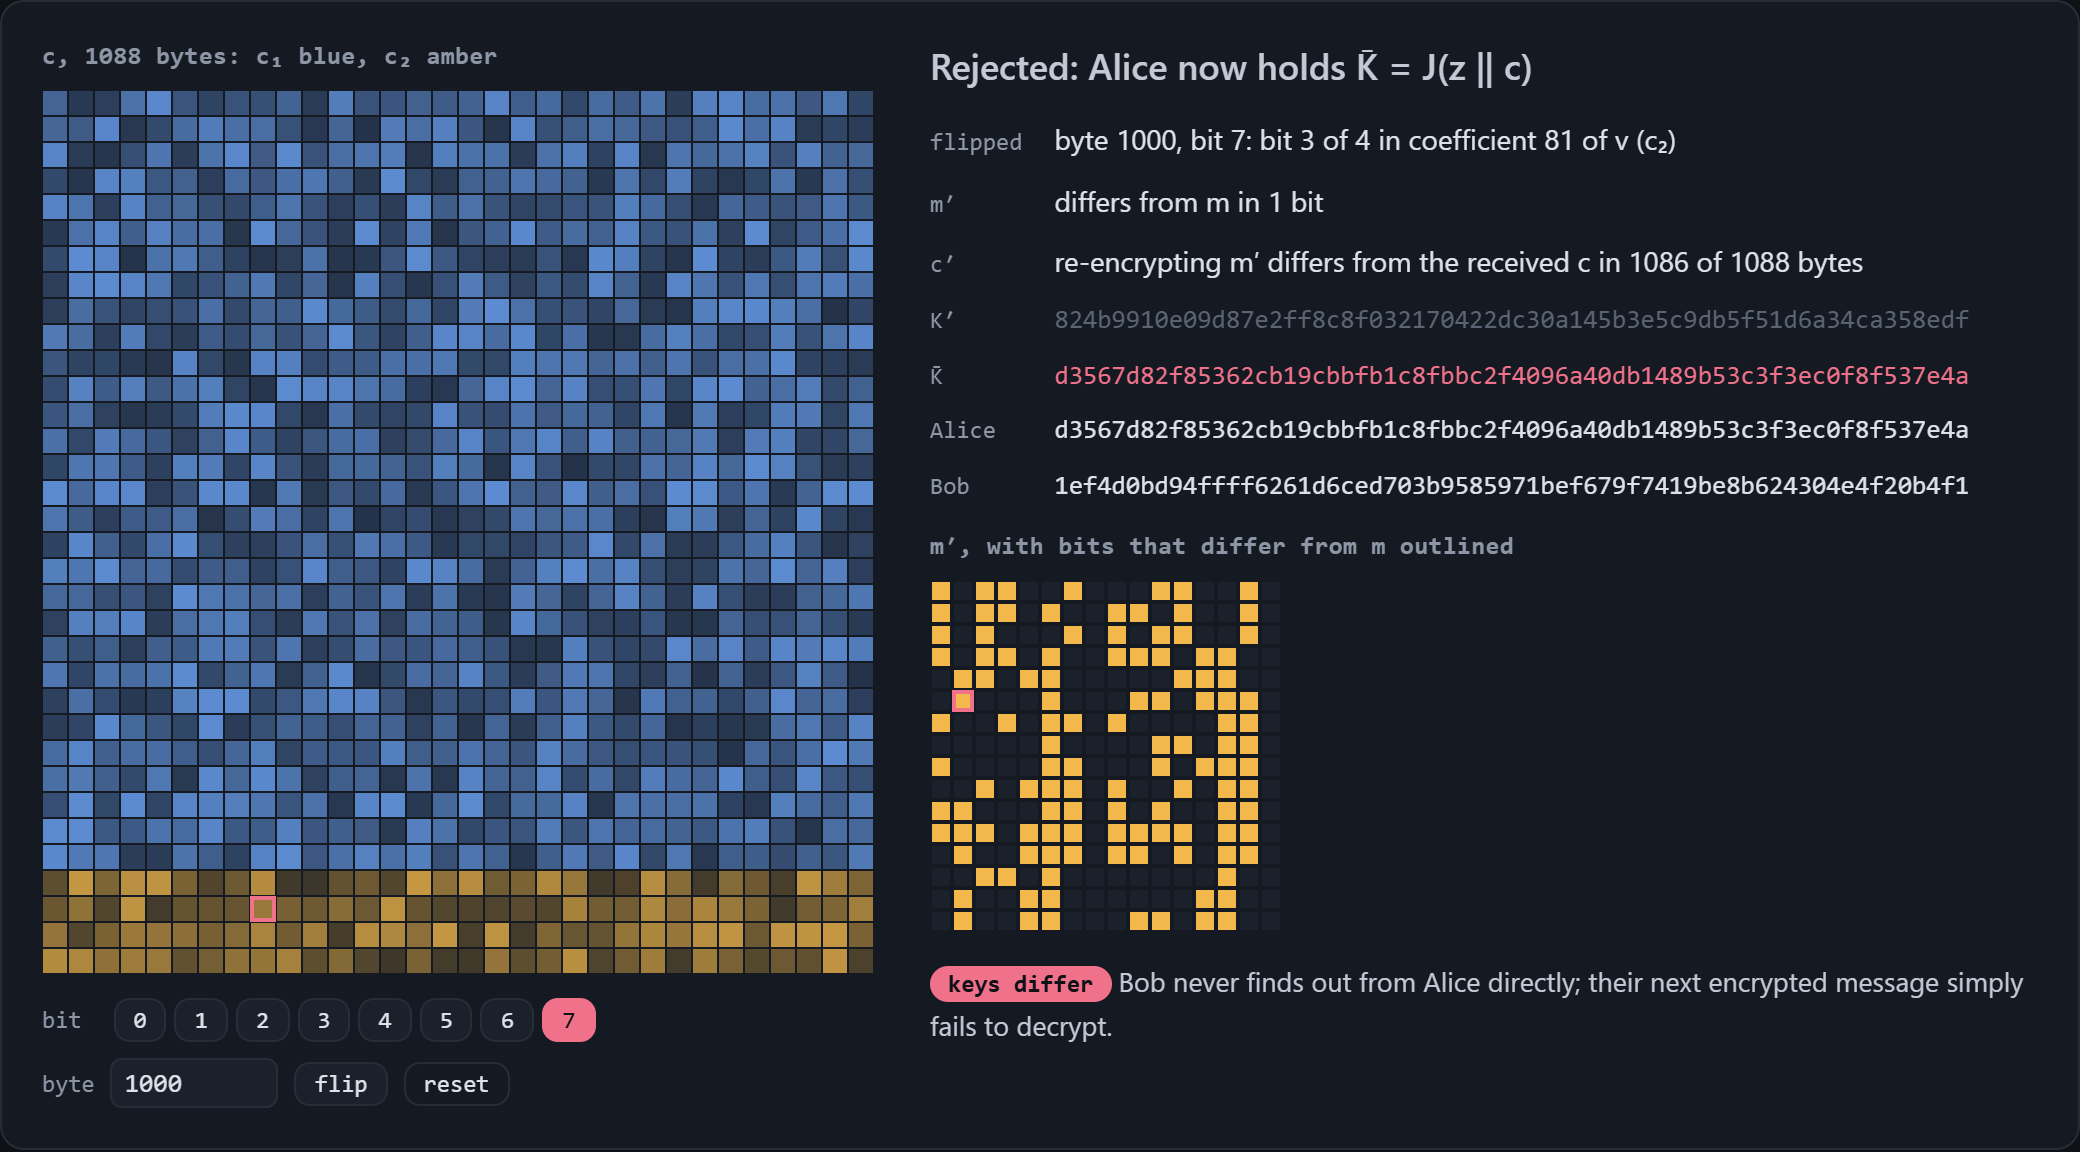 c, 1088 bytes: c₁ blue, c₂ amber
bit 0 1 2 3 4 5 6 7
byte 1000 flip reset
Rejected: Alice now holds K̄ = J(z ‖ c)
flipped byte 1000, bit 7: bit 3 of 4 in coefficient 81 of v (c₂)
m′ differs from m in 1 bit
c′ re-encrypting m′ differs from the received c in 1086 of 1088 bytes
K′ 824b9910e09d87e2ff8c8f032170422dc30a145b3e5c9db5f51d6a34ca358edf
K̄ d3567d82f85362cb19cbbfb1c8fbbc2f4096a40db1489b53c3f3ec0f8f537e4a
Alice d3567d82f85362cb19cbbfb1c8fbbc2f4096a40db1489b53c3f3ec0f8f537e4a
Bob 1ef4d0bd94ffff6261d6ced703b9585971bef679f7419be8b624304e4f20b4f1
m′, with bits that differ from m outlined
keys differ Bob never finds out from Alice directly; their next encrypted message simply
fails to decrypt.